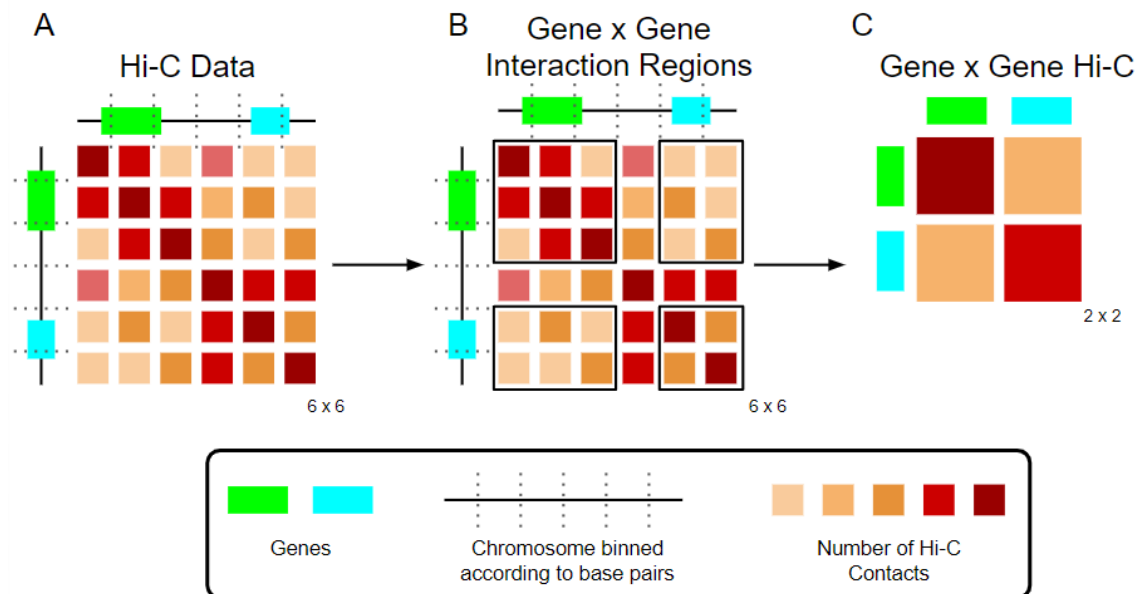 A
Hi-C Data
6 x 6
B
Gene x Gene
Interaction Regions
6 x 6
C
Gene x Gene Hi-C
2 x 2
Genes
Chromosome binned
according to base pairs
Number of Hi-C
Contacts